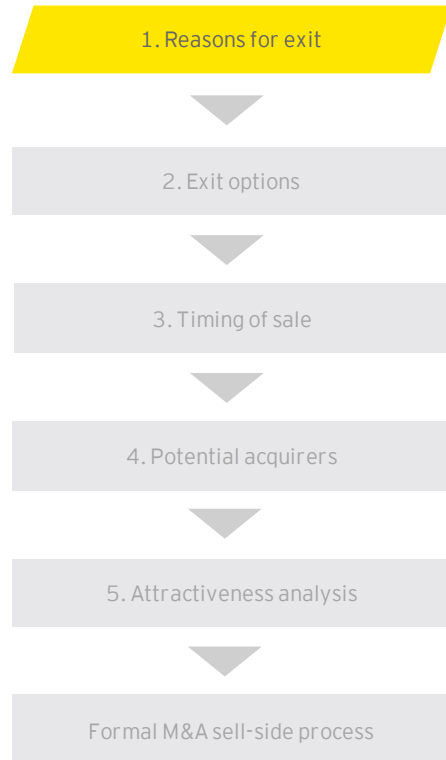 1. Reasons for exit
2. Exit options
3. Timing of sale
4. Potential acquirers
5. Attractiveness analysis
Formal M&A sell-side process